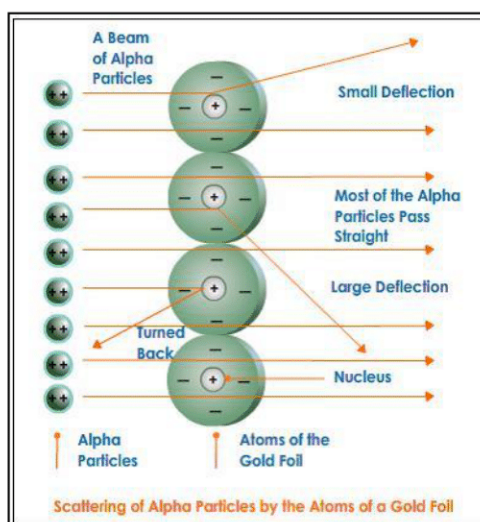 A Beam
of Alpha
Particles
Small Deflection
Most of the Alpha
Particles Pass
Straight
Large Deflection
Turned
Back
Nucleus
Alpha
Particles
Atoms of the
Gold Foil
Scattering of Alpha Particles by the Atoms of a Gold Foil